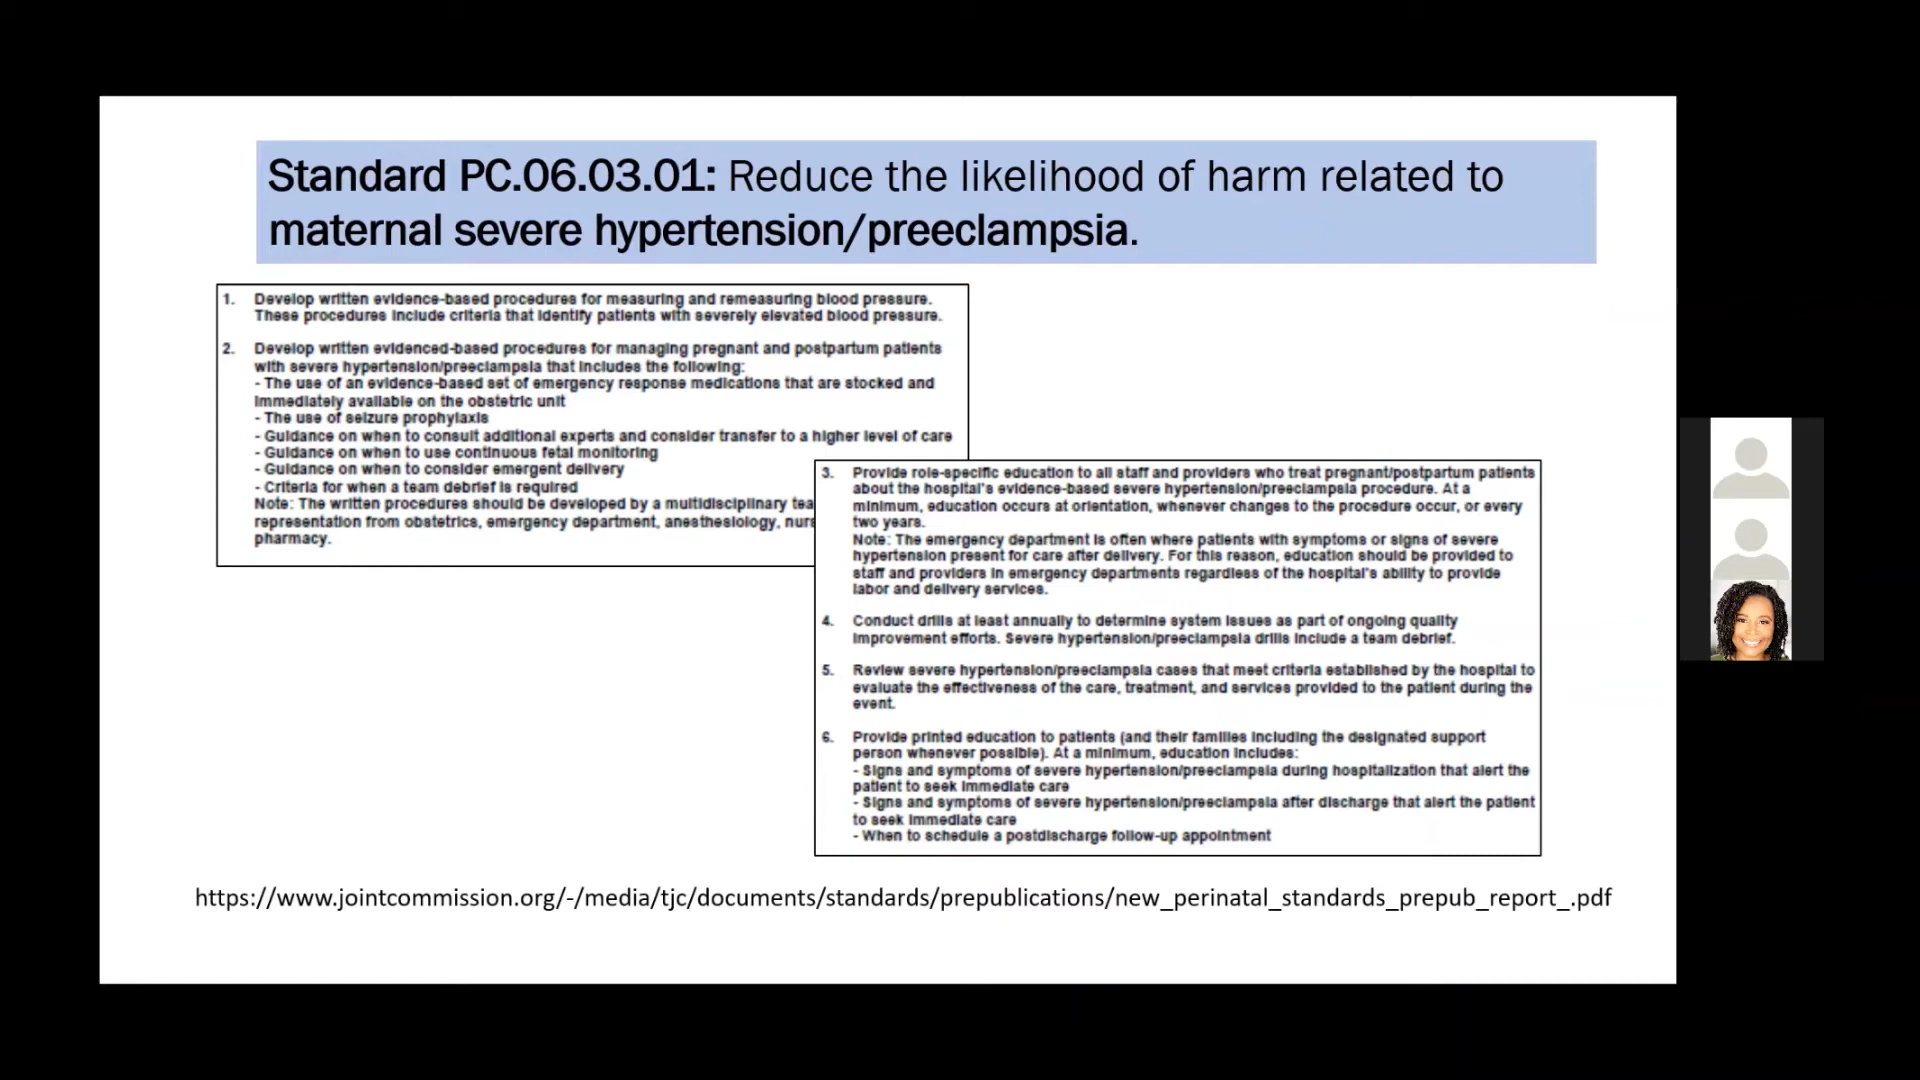 Standard PC.06.03.01: Reduce the likelihood of harm related to
maternal severe hypertension/preeclampsia.
1. Develop written evidence-based procedures for measuring and remeasuring blood pressure.
These procedures include criteria that identify patients with severely elevated blood pressure.
2. Develop written evidenced-based procedures for managing pregnant and postpartum patients
with severe hypertension/preeclampsia that includes the following:
- The use of an evidence-based set of emergency response medications that are stocked and
immediately available on the obstetric unit
- The use of seizure prophylaxis
- Guidance on when to consult additional experts and consider transfer to a higher level of care
- Guidance on when to use continuous fetal monitoring
- Guidance on when to consider emergent delivery
- Criteria for when a team debrief is required
Note: The written procedures should be developed by a multidisciplinary
representation from obstetrics, emergency department, anesthesiology,
pharmacy.
3. Provide role-specific education to all staff and providers who treat pregnant/postpartum patients
about the hospital's evidence-based severe hypertension/preeclampsia procedure. At a
minimum, education occurs at orientation, whenever changes to the procedure occur, or every
two years.
Note: The emergency department is often where patients with symptoms or signs of severe
hypertension present for care after delivery. For this reason, education should be provided to
staff and providers in emergency departments regardless of the hospital's ability to provide
labor and delivery services.
4. Conduct drills at least annually to determine system issues as part of ongoing quality
improvement efforts. Severe hypertension/preeclampsia drills include a team debrief.
5. Review severe hypertension/preeclampsia cases that meet criteria established by the hospital to
evaluate the effectiveness of the care, treatment, and services provided to the patient during the
event.
6. Provide printed education to patients (and their families including the designated support
person whenever possible). At a minimum, education includes:
- Signs and symptoms of severe hypertension/preeclampsia during hospitalization that alert the
patient to seek immediate care
- Signs and symptoms of severe hypertension/preeclampsia after discharge that alert the patient
to seek immediate care
- When to schedule a postdischarge follow-up appointment
https://www.jointcommission.org/-/media/tjc/documents/standards/prepublications/new_perinatal_standards_prepub_report_.pdf